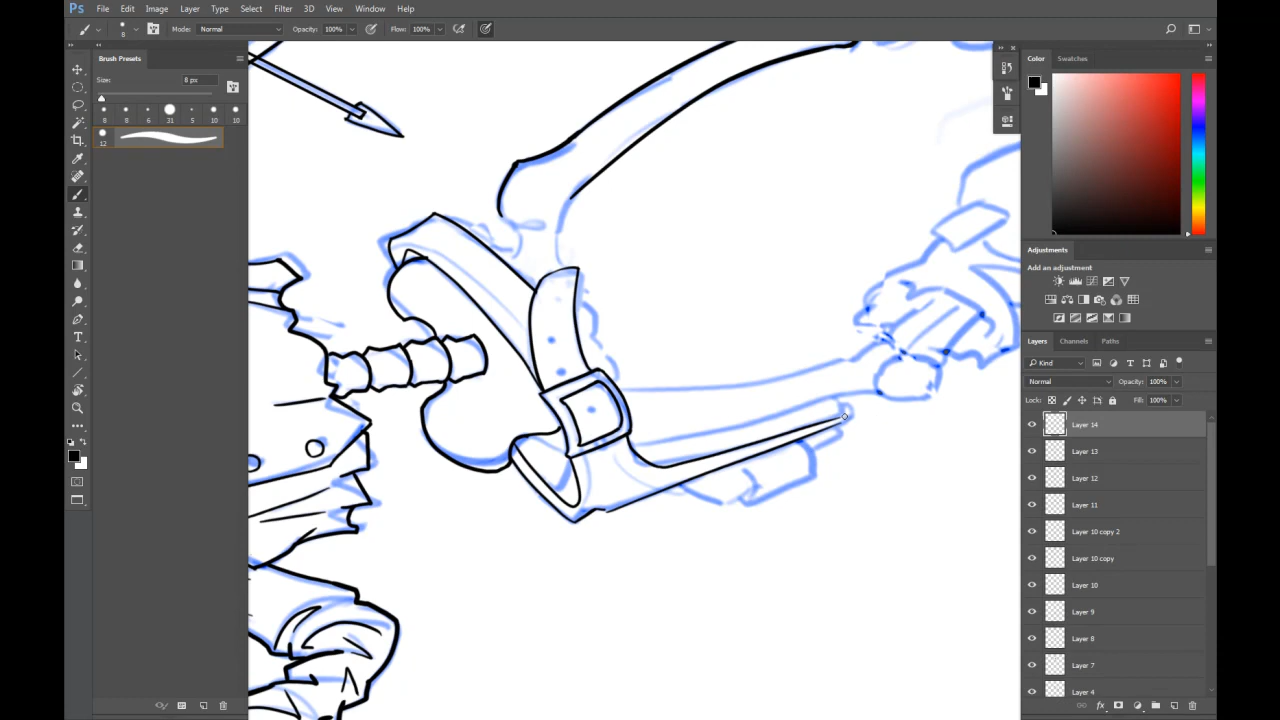 Ps File Edit Image Layer Type Select Filter 3D View Window Help
8 Mode: Normal Opacity: 100% Flow: 100%
Brush Presets
Size: 8 px
8 8 6 31 5 10 10
12
Color Swatches
Adjustments
Add an adjustment
Layers Channels Paths
Kind
Normal Opacity: 100%
Lock: Fill: 100%
Layer 14
Layer 13
Layer 12
Layer 11
Layer 10 copy 2
Layer 10 copy
Layer 10
Layer 9
Layer 8
Layer 7
Layer 4
fx